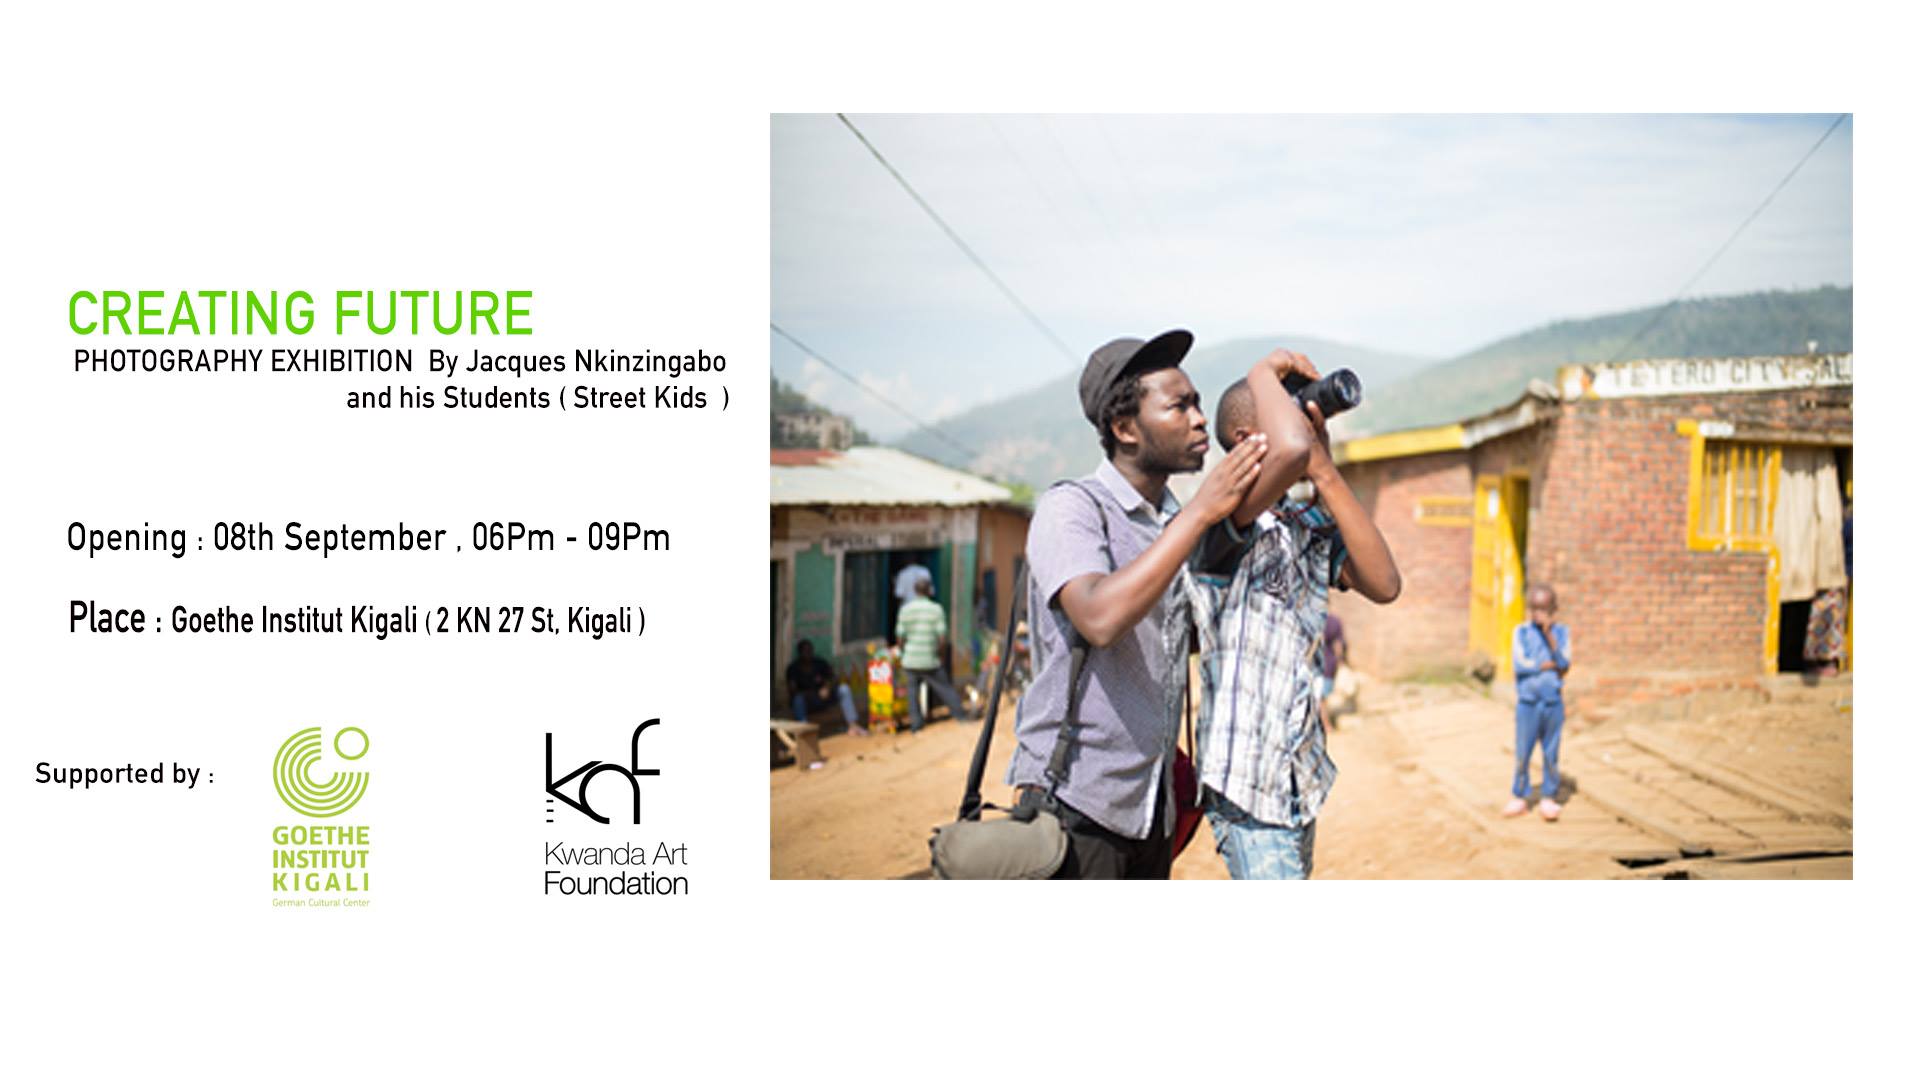 CREATING FUTURE
PHOTOGRAPHY EXHIBITION By Jacques Nkinzingabo
and his Students ( Street Kids )
Opening : 08th September , 06Pm - 09Pm
Place : Goethe Institut Kigali ( 2 KN 27 St, Kigali )
Supported by :
GOETHE
INSTITUT
KIGALI
German Cultural Center
kaf
Kwanda Art
Foundation
TETERO CITY